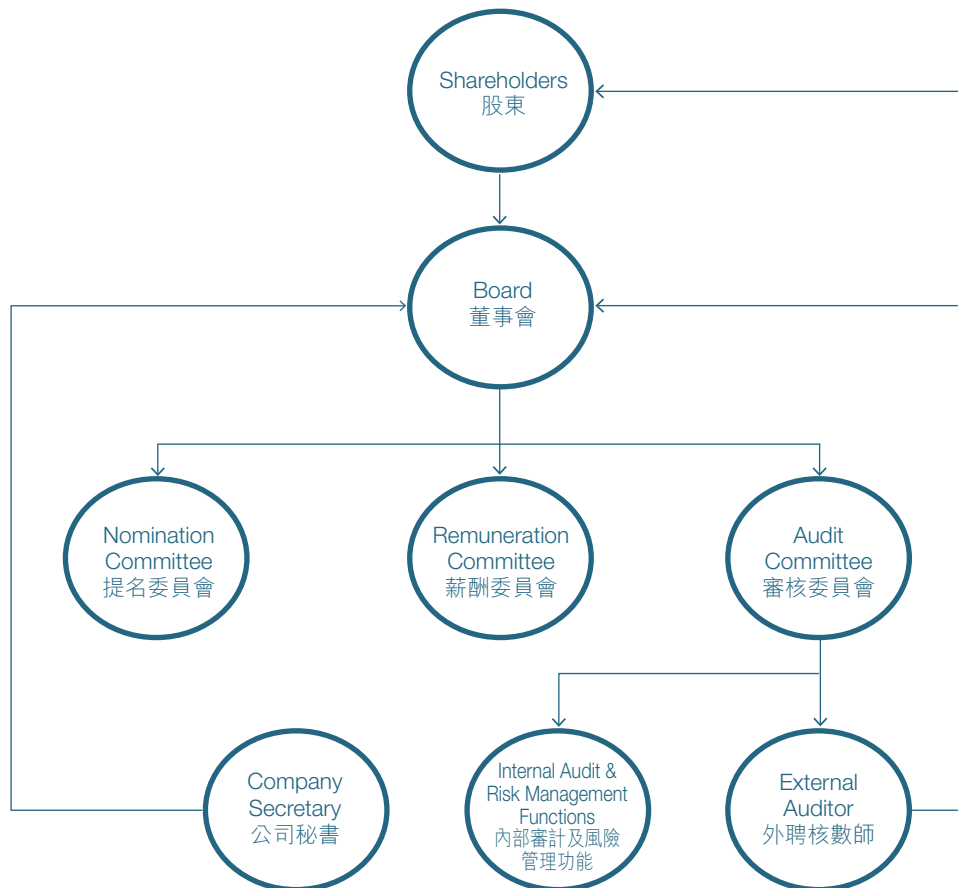 Shareholders
股東
Board
董事會
Nomination
Committee
提名委員會
Remuneration
Committee
薪酬委員會
Audit
Committee
審核委員會
Company
Secretary
公司秘書
Internal Audit &
Risk Management
Functions
內部審計及風險
管理功能
External
Auditor
外聘核數師